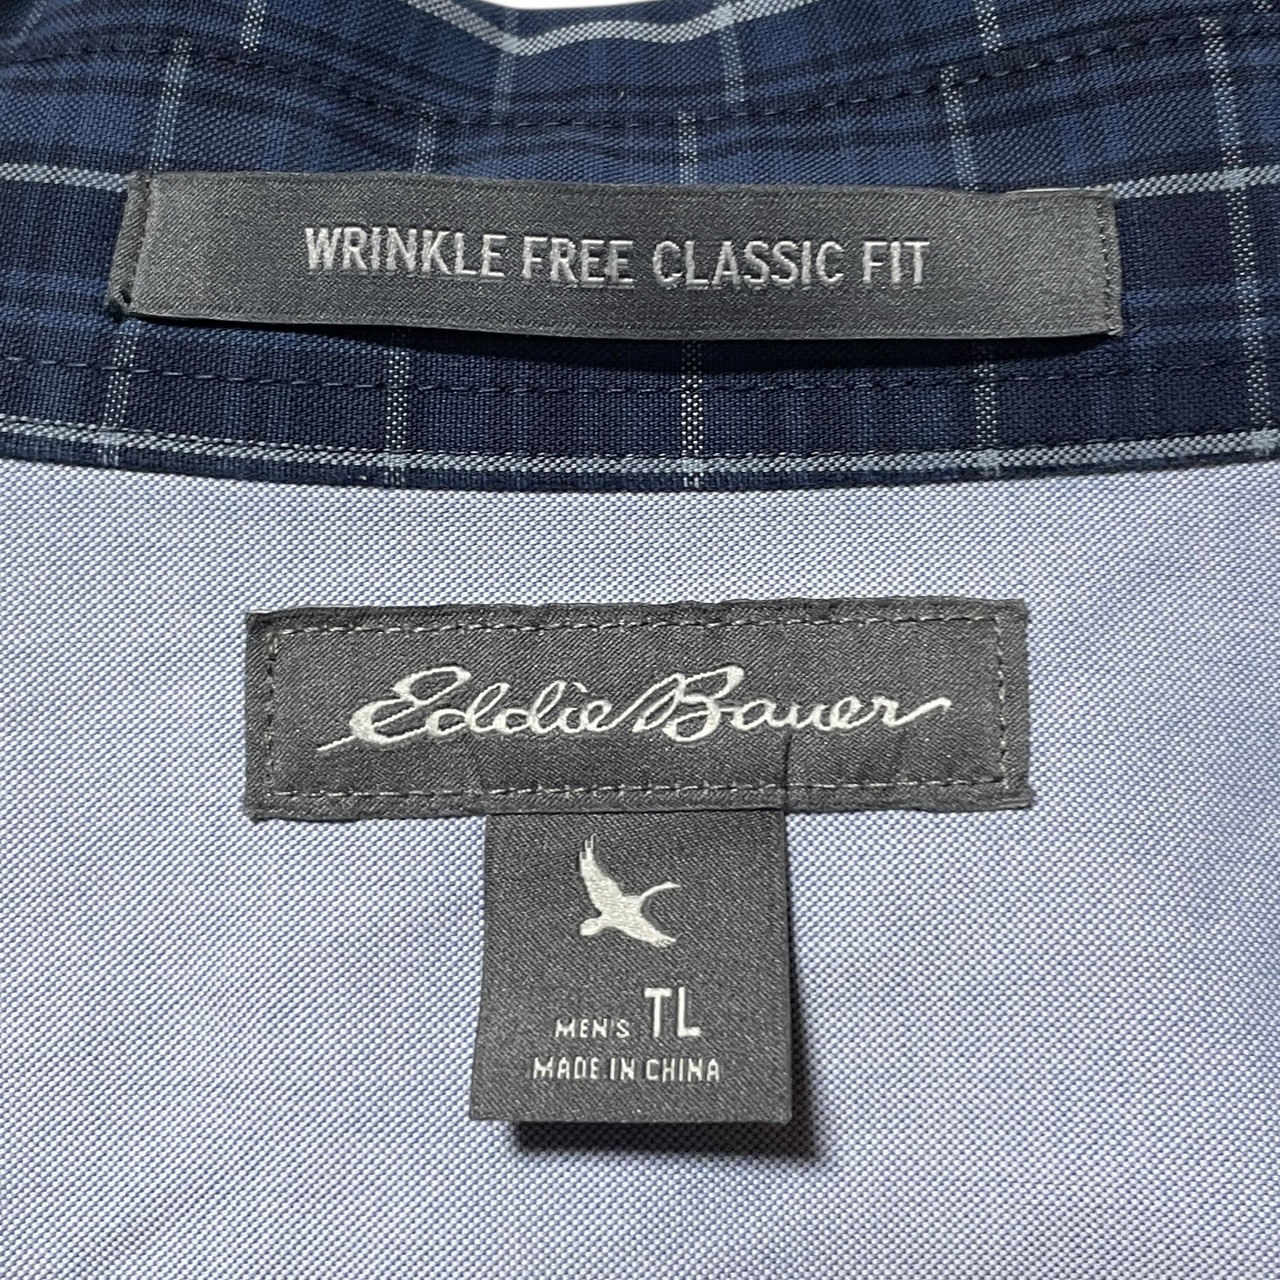 WRINKLE FREE CLASSIC FIT
Eddie Bauer
MEN'S TL
MADE IN CHINA